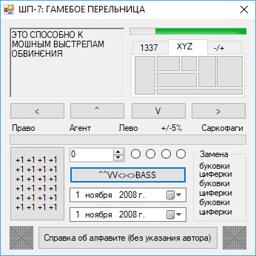 ШП-7: ГАМЕБОЕ ПЕРЕЛЬНИЦА
ЭТО СПОСОБНО К
МОШНЫМ ВЫСТРЕЛАМ
ОБВИНЄНИЯ
1337 XYZ -/+
< ^ V >
Право Агент Лево +/-5% Саркофаги
+1 +1 +1 +1
+1 +1 +1 +1
+1 +1 +1 +1
+1 +1 +1 +1
+1 +1 +1 +1
+1 +1 +1 +1
0
^^VV<><>BASS
1 ноября 2008 г.
1 ноября 2008 г.
Замена
буковки
циферки
буковки
циферки
буковки
циферки
Справка об алфавите (без указания автора)